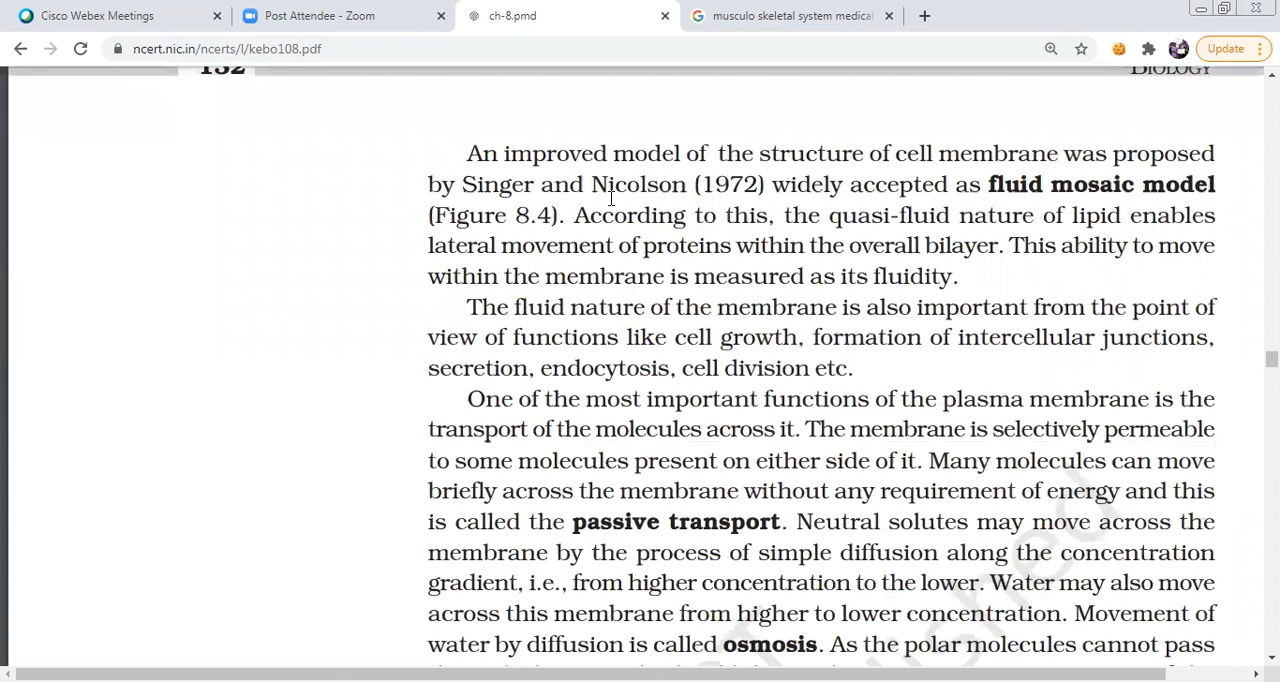 Cisco Webex Meetings
Post Attendee - Zoom
ch-8.pmd
musculo skeletal system medical
ncert.nic.in/ncerts/l/kebo108.pdf
Update
132
BIOLOGY
An improved model of the structure of cell membrane was proposed
by Singer and Nicolson (1972) widely accepted as fluid mosaic model
(Figure 8.4). According to this, the quasi-fluid nature of lipid enables
lateral movement of proteins within the overall bilayer. This ability to move
within the membrane is measured as its fluidity.
The fluid nature of the membrane is also important from the point of
view of functions like cell growth, formation of intercellular junctions,
secretion, endocytosis, cell division etc.
One of the most important functions of the plasma membrane is the
transport of the molecules across it. The membrane is selectively permeable
to some molecules present on either side of it. Many molecules can move
briefly across the membrane without any requirement of energy and this
is called the passive transport. Neutral solutes may move across the
membrane by the process of simple diffusion along the concentration
gradient, i.e., from higher concentration to the lower. Water may also move
across this membrane from higher to lower concentration. Movement of
water by diffusion is called osmosis. As the polar molecules cannot pass